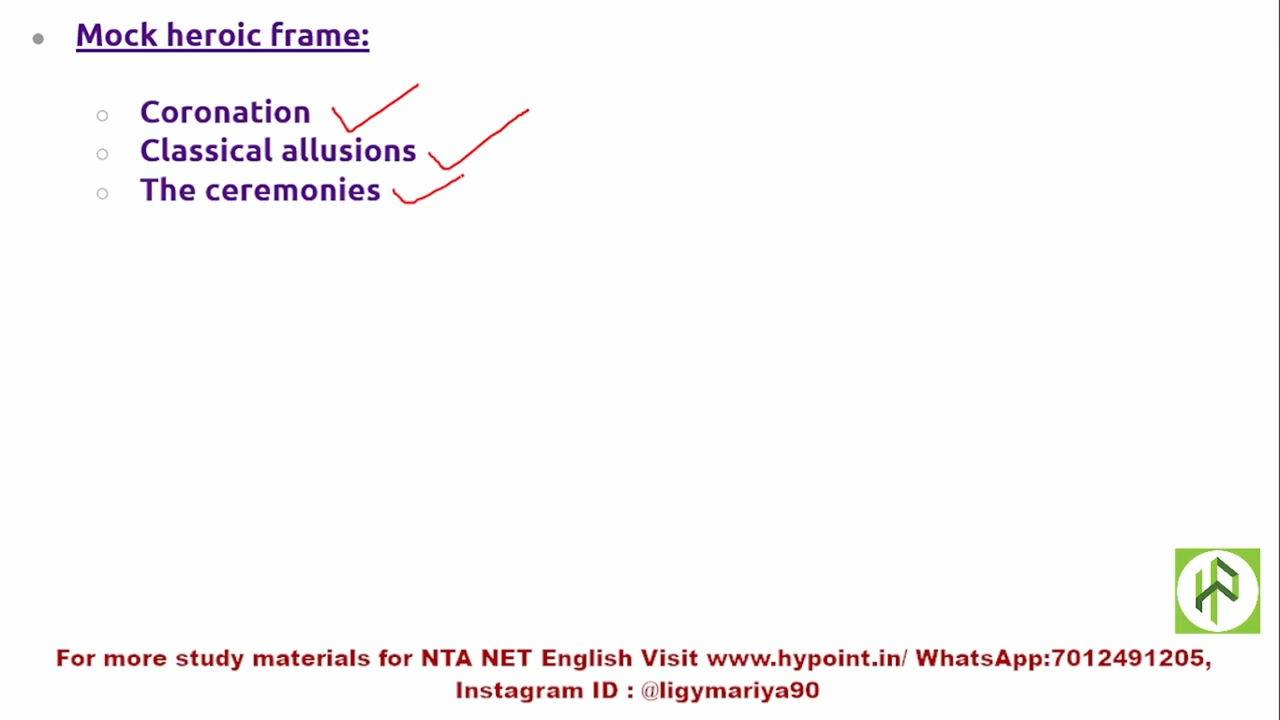 Mock heroic frame:
Coronation
Classical allusions
The ceremonies
For more study materials for NTA NET English Visit www.hypoint.in/ WhatsApp:7012491205,
Instagram ID : @ligymariya90